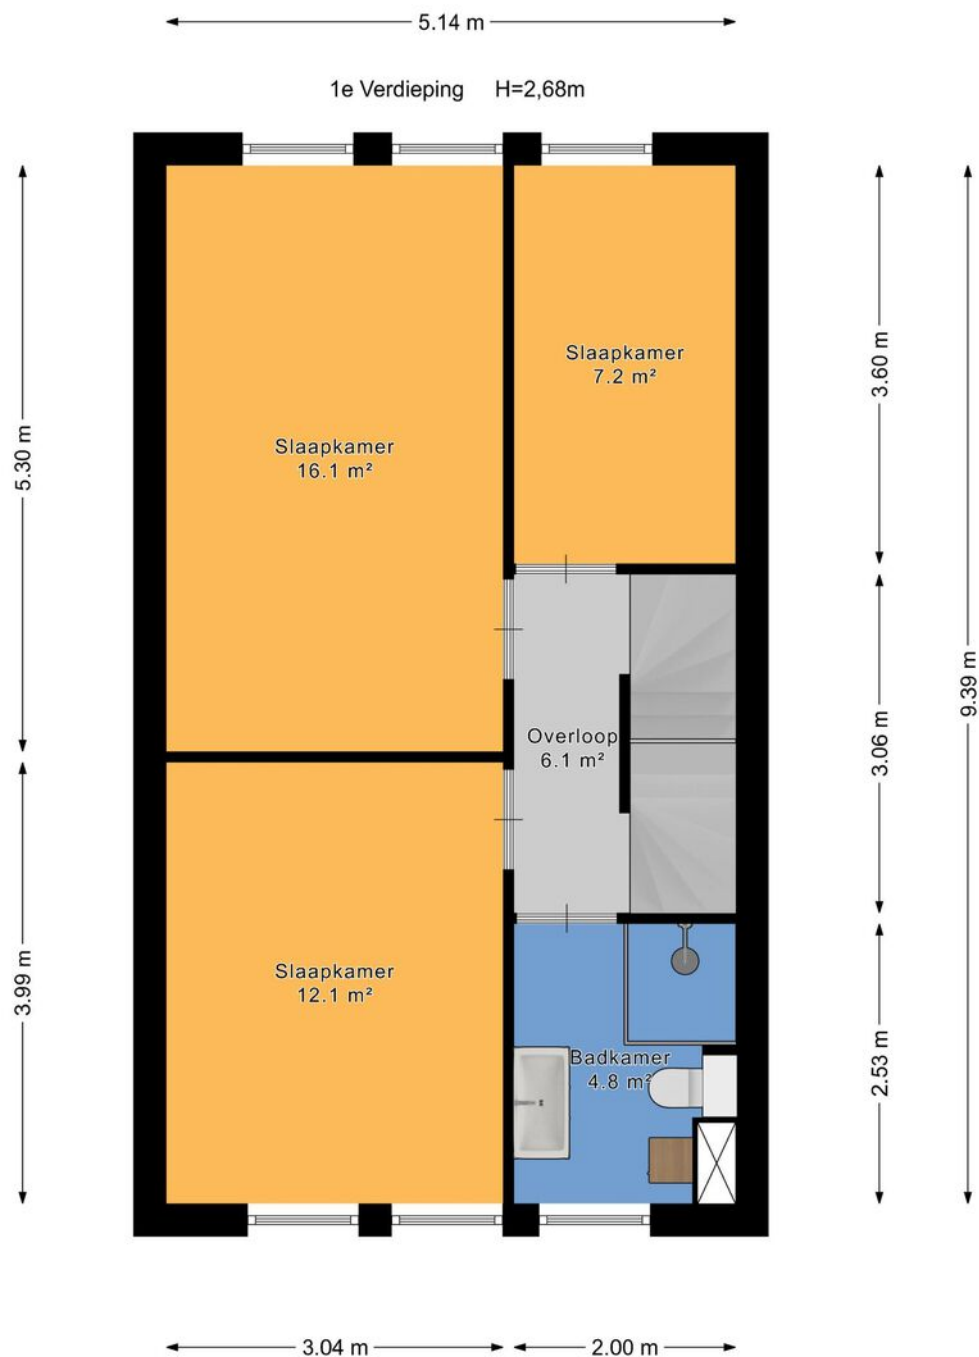 5.14 m
1e Verdieping H=2,68m
5.30 m
3.60 m
Slaapkamer
7.2 m²
Slaapkamer
16.1 m²
9.39 m
3.06 m
Overloop
6.1 m²
3.99 m
Slaapkamer
12.1 m²
2.53 m
Badkamer
4.8 m²
3.04 m
2.00 m